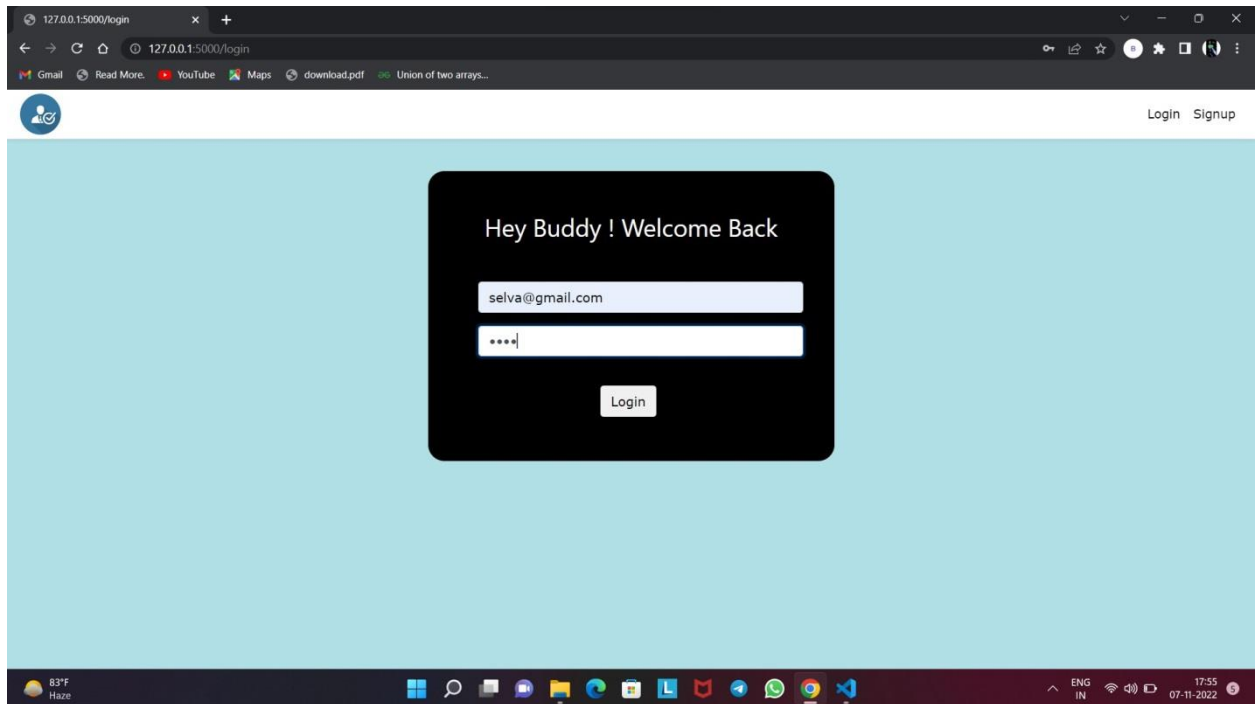 127.0.0.1:5000/login
127.0.0.1:5000/login
B
Gmail Read More. YouTube Maps download.pdf Union of two arrays...
Login Signup
Hey Buddy ! Welcome Back
selva@gmail.com
••••
Login
83°F
Haze
L
ENG
IN
17:55
07-11-2022
5